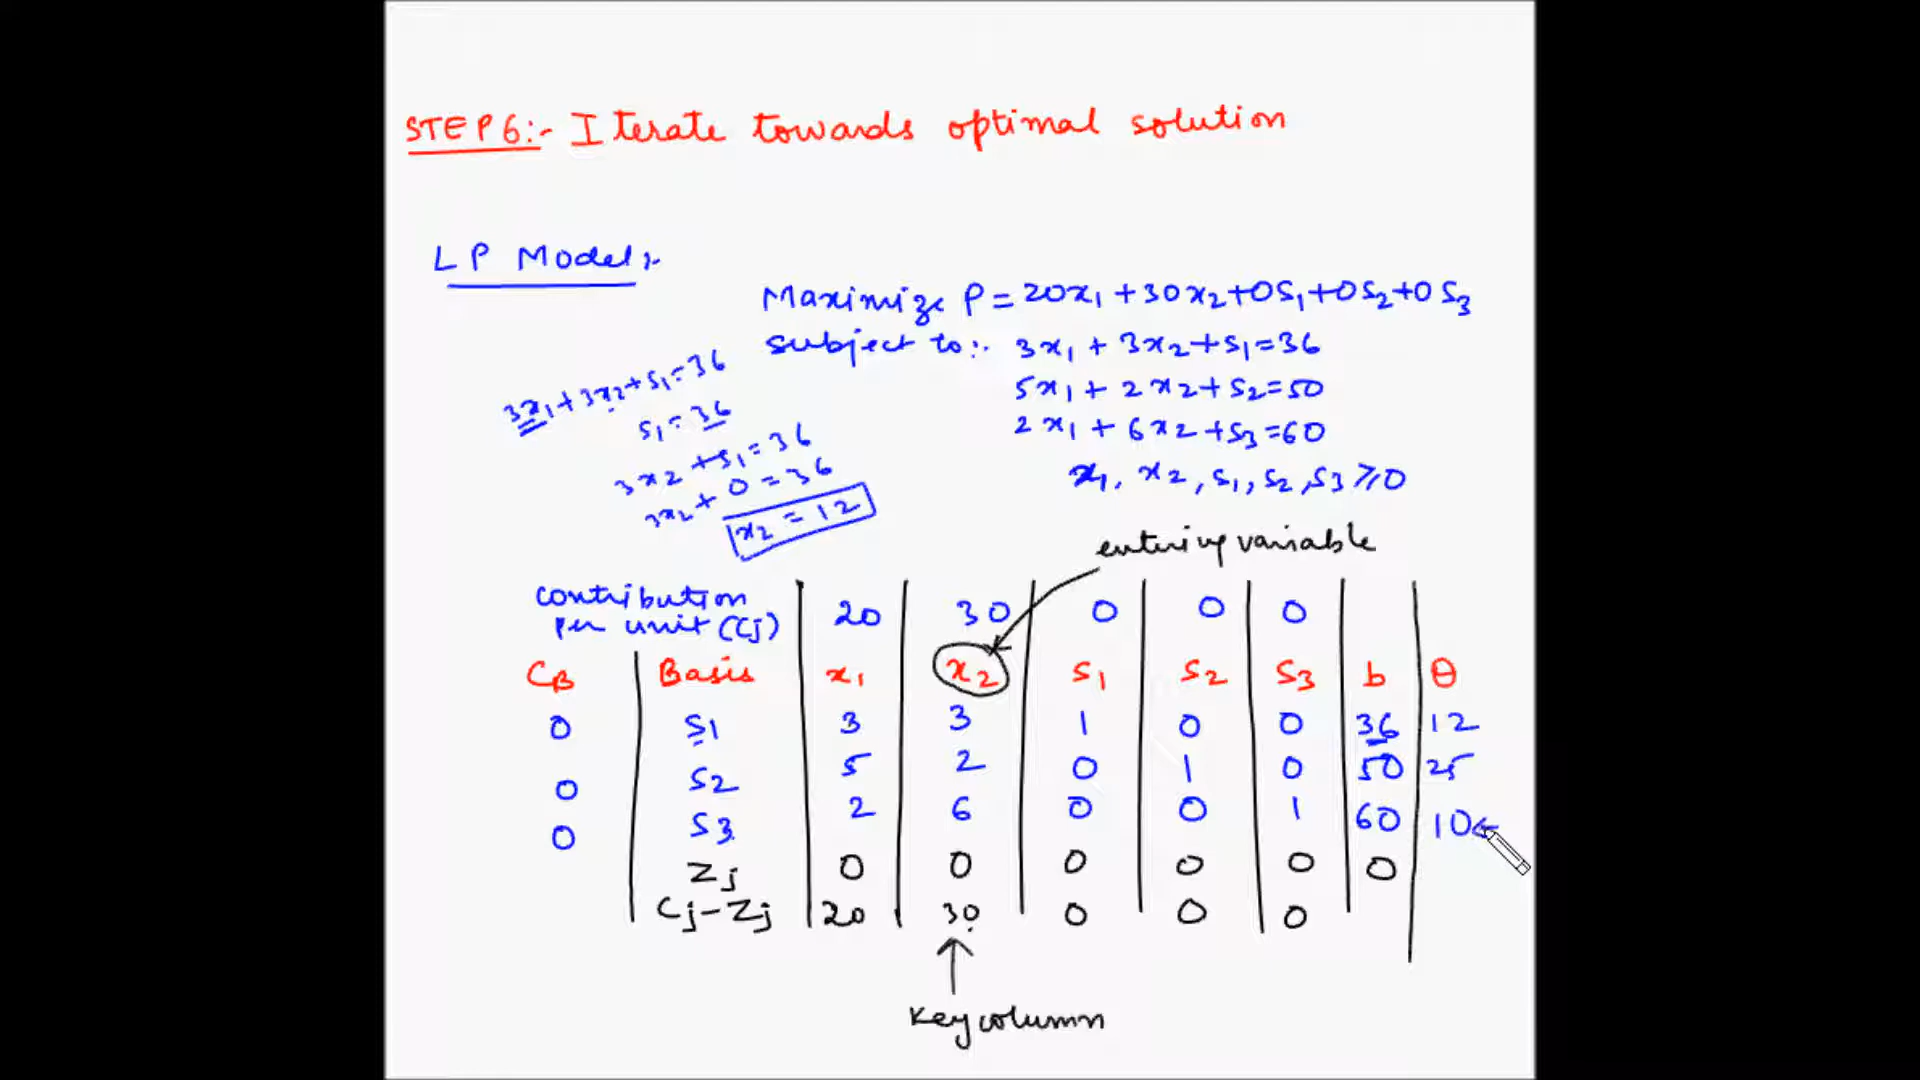 STEP 6:- Iterate towards optimal solution
LP Model:-
Maximize P = 20x₁ + 30x₂ + 0S₁ + 0S₂ + 0S₃
subject to:- 3x₁ + 3x₂ + S₁ = 36
5x₁ + 2x₂ + S₂ = 50
2x₁ + 6x₂ + S₃ = 60
x₁, x₂, S₁, S₂, S₃ ≥ 0
3x₁ + 3x₂ + S₁ = 36
S₁ = 36
3x₂ + S₁ = 36
3x₂ + 0 = 36
x₂ = 12
entering variable
contribution per unit (Cj) 20 30 0 0 0
CB Basis x₁ x₂ S₁ S₂ S₃ b θ
0 S1 3 3 1 0 0 36 12
0 S2 5 2 0 1 0 50 25
0 S3 2 6 0 0 1 60 10←
Zj 0 0 0 0 0 0
Cj-Zj 20 30 0 0 0
Key column